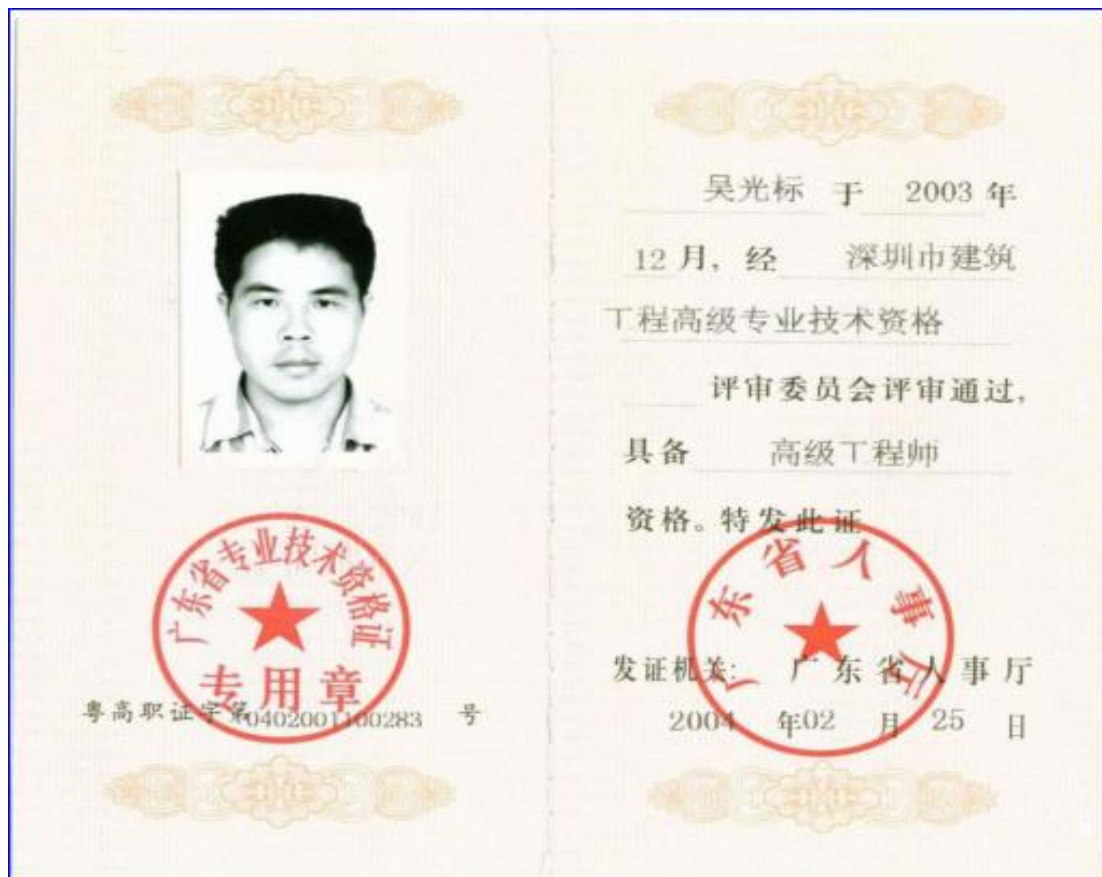 广东省专业技术资格证
专用章
粤高职证字第0402001100283号
吴光标 于 2003 年
12 月，经 深圳市建筑
工程高级专业技术资格
评审委员会评审通过，
具备 高级工程师
资格。特发此证
广东省人事厅
发证机关：广东省人事厅
2004 年 02 月 25 日